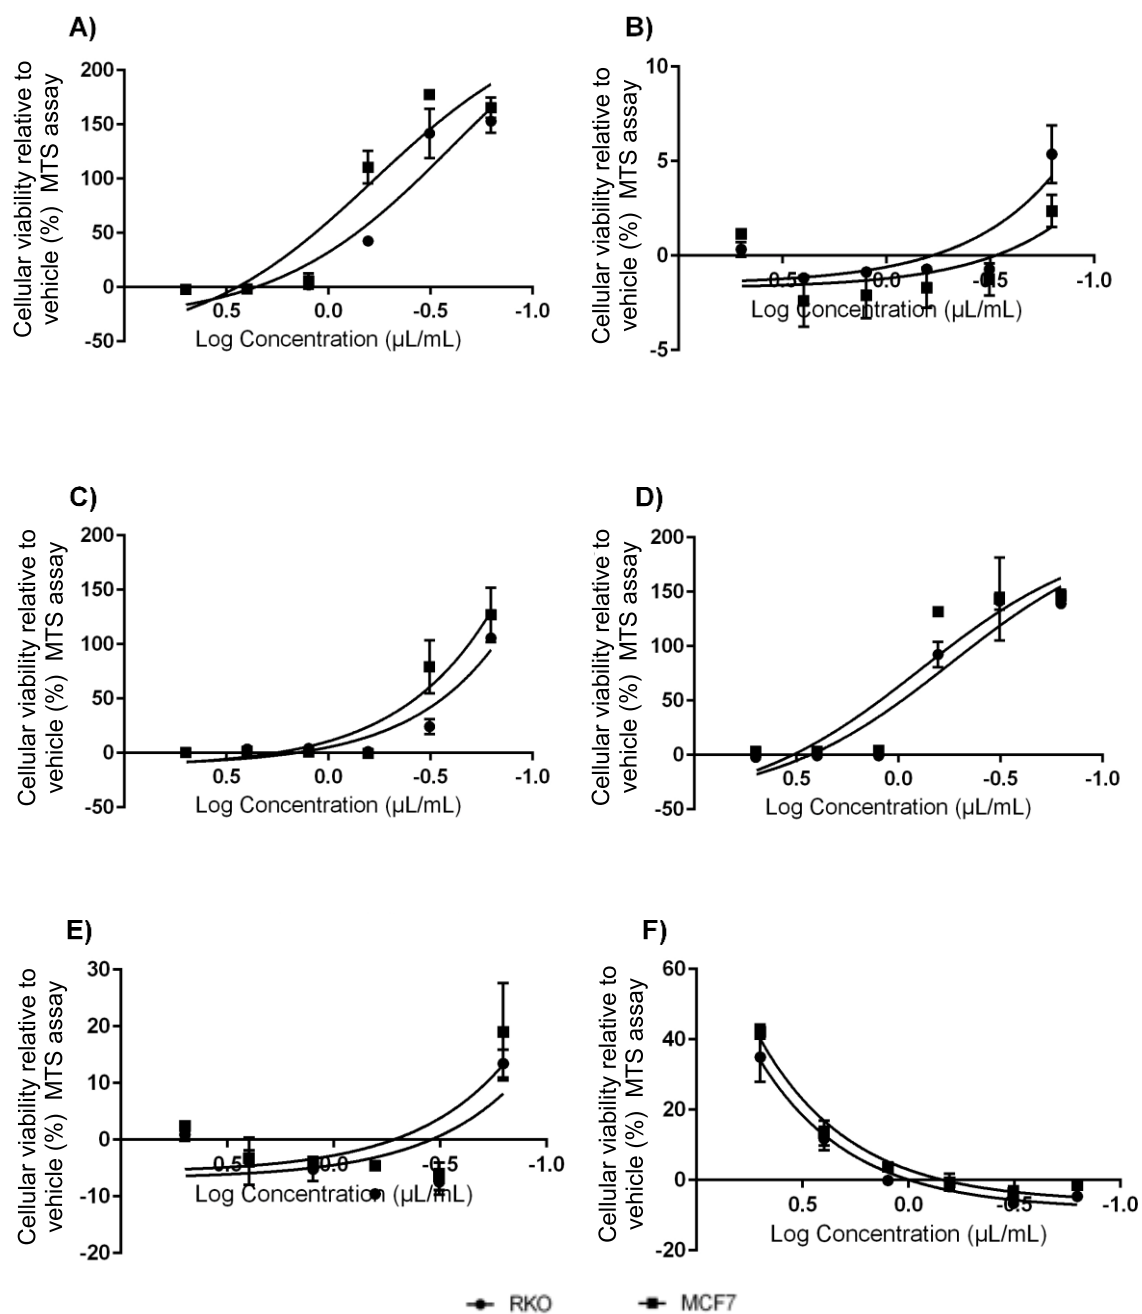 A)
Cellular viability relative to
vehicle (%) MTS assay
200
150
100
50
0
-50
0.5 0.0 -0.5 -1.0
Log Concentration (µL/mL)
B)
Cellular viability relative to
vehicle (%) MTS assay
10
5
0
-5
0.5 0.0 -0.5 -1.0
Log Concentration (µL/mL)
C)
Cellular viability relative to
vehicle (%) MTS assay
200
150
100
50
0
-50
0.5 0.0 -0.5 -1.0
Log Concentration (µL/mL)
D)
Cellular viability relative to
vehicle (%) MTS assay
200
150
100
50
0
-50
0.5 0.0 -0.5 -1.0
Log Concentration (µL/mL)
E)
Cellular viability relative to
vehicle (%) MTS assay
30
20
10
0
-10
-20
0.5 0.0 -0.5 -1.0
Log Concentration (µL/mL)
F)
Cellular viability relative to
vehicle (%) MTS assay
60
40
20
0
-20
0.5 0.0 -0.5 -1.0
Log Concentration (µL/mL)
RKO MCF7